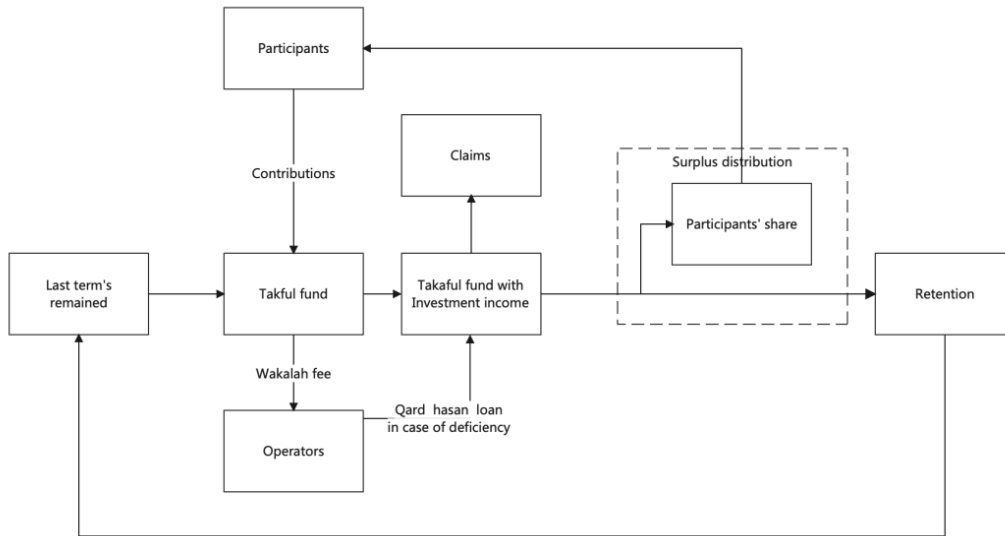 Participants
Contributions
Claims
Surplus distribution
Participants' share
Last term's
remained
Takful fund
Takaful fund with
Investment income
Retention
Wakalah fee
Operators
Qard hasan loan
in case of deficiency